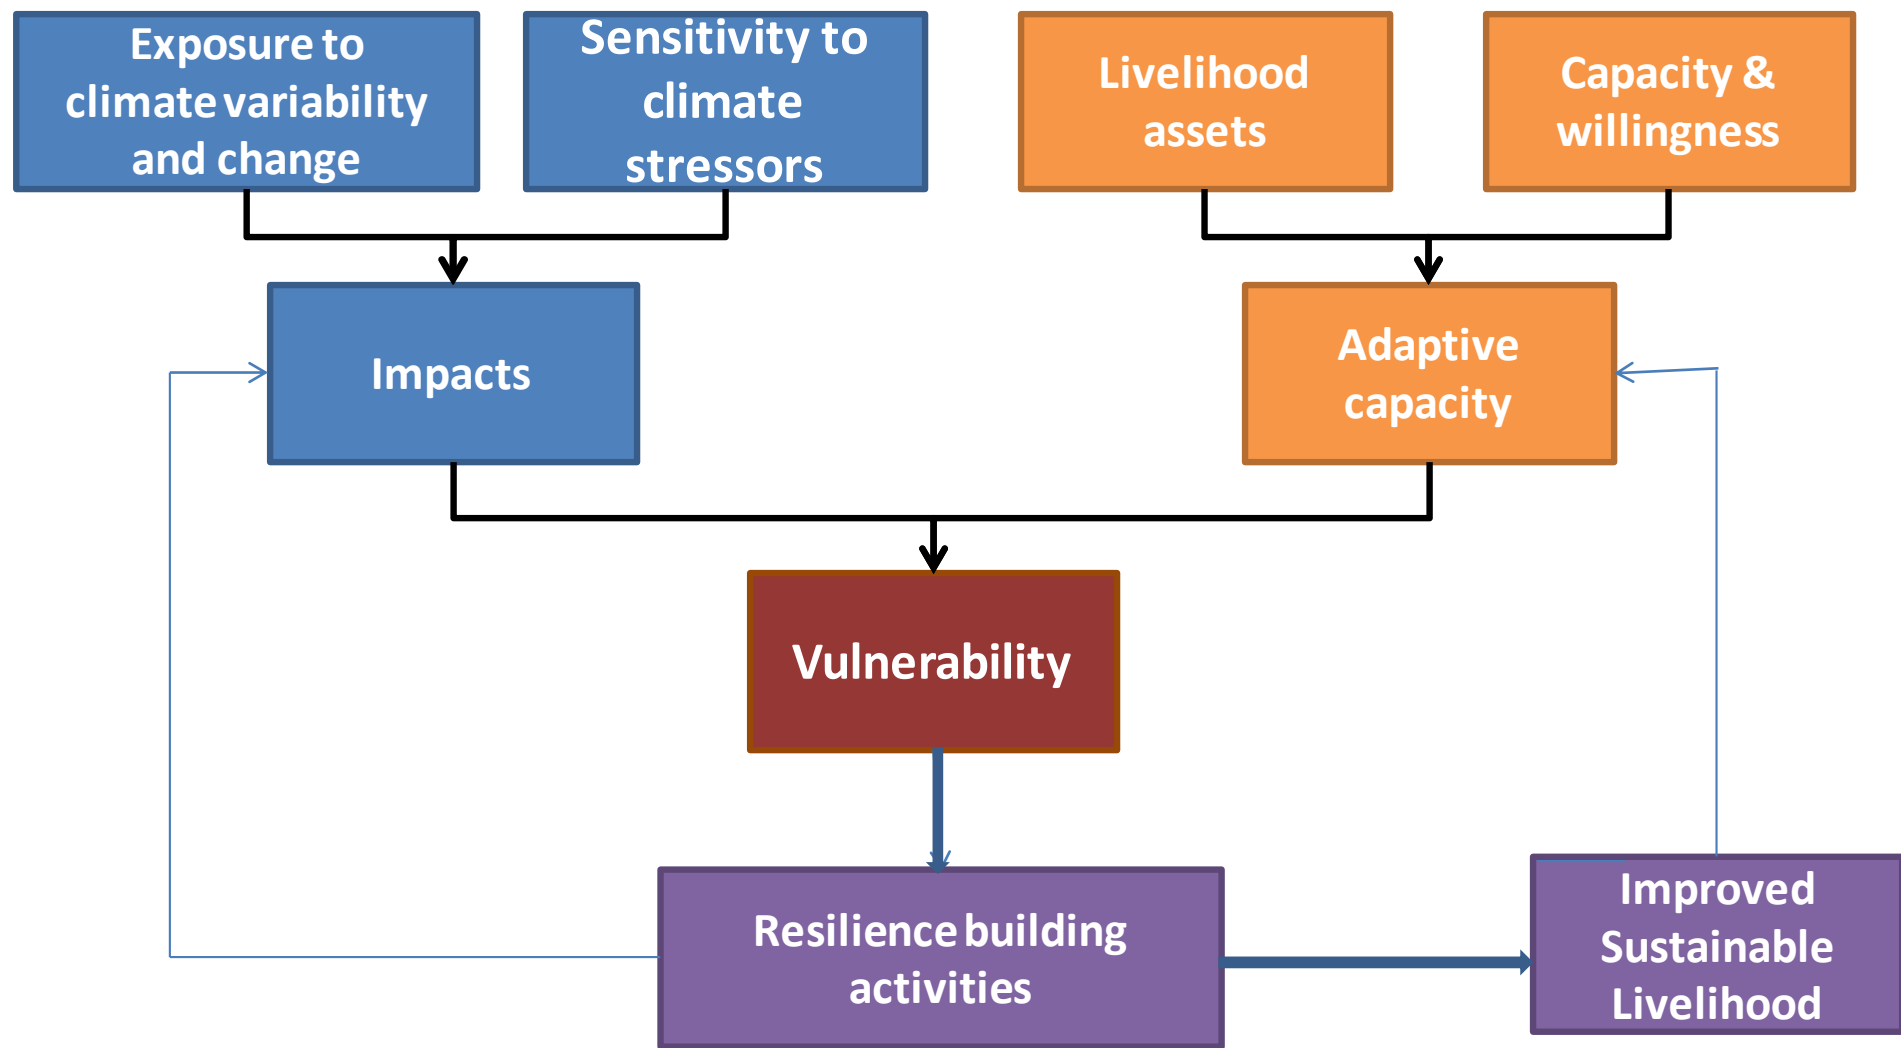 Exposure to
climate variability
and change
Sensitivity to
climate
stressors
Livelihood
assets
Capacity &
willingness
Impacts
Adaptive
capacity
Vulnerability
Resilience building
activities
Improved
Sustainable
Livelihood